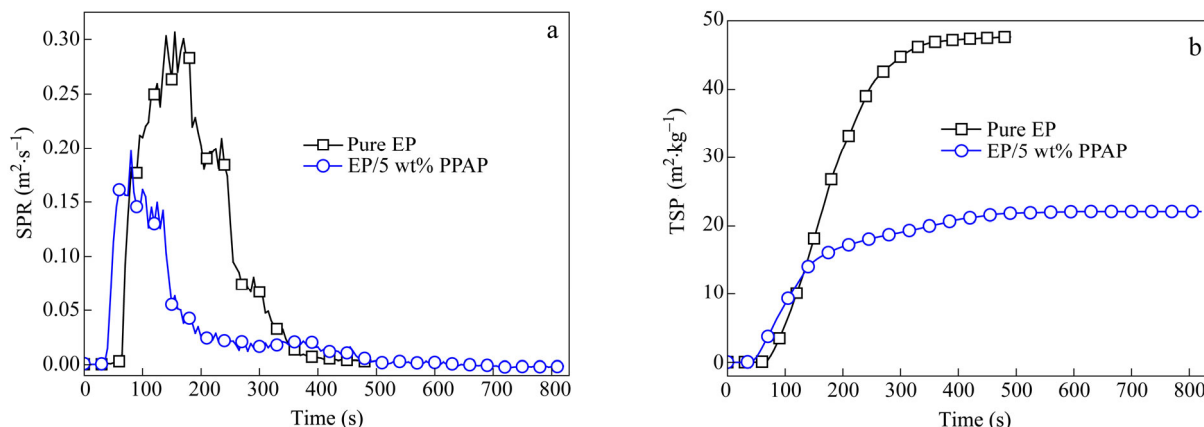 a
0.30
0.25
0.20
0.15
0.10
0.05
0.00
SPR (m²·s⁻¹)
Pure EP
EP/5 wt% PPAP
0 100 200 300 400 500 600 700 800
Time (s)
b
50
40
30
20
10
0
TSP (m²·kg⁻¹)
Pure EP
EP/5 wt% PPAP
0 100 200 300 400 500 600 700 800
Time (s)